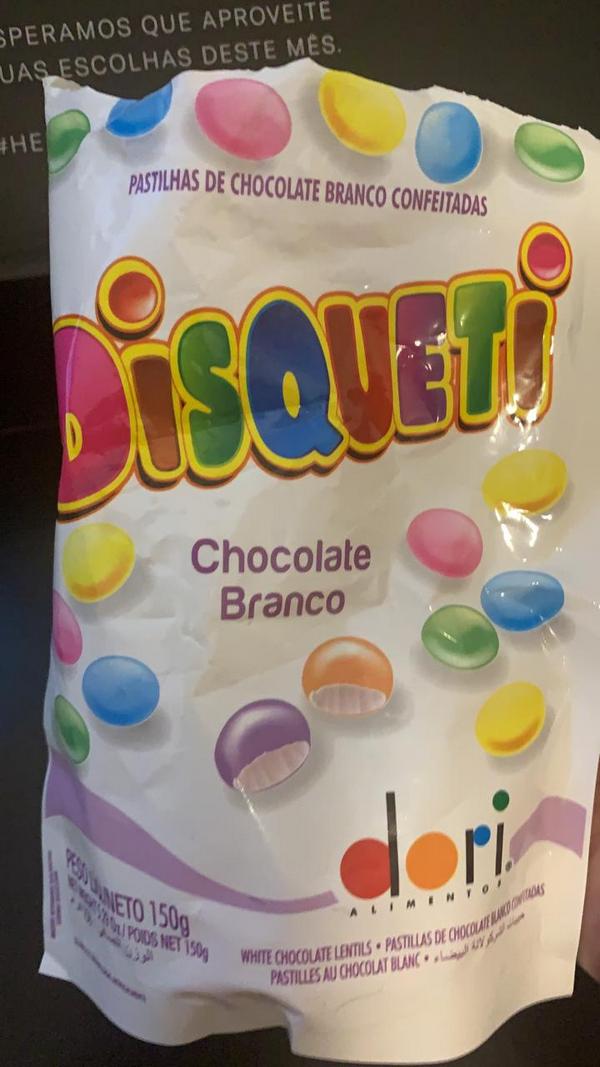 SPERAMOS QUE APROVEITE
UAS ESCOLHAS DESTE MÊS.
#HE
PASTILHAS DE CHOCOLATE BRANCO CONFEITADAS
DISQUETI
Chocolate
Branco
dori
ALIMENTOS
PESO NETO 150g
/ POIDS NET 150g
WHITE CHOCOLATE LENTILS • PASTILLAS DE CHOCOLATE BLANCO CONFITADAS
PASTILLES AU CHOCOLAT BLANC •